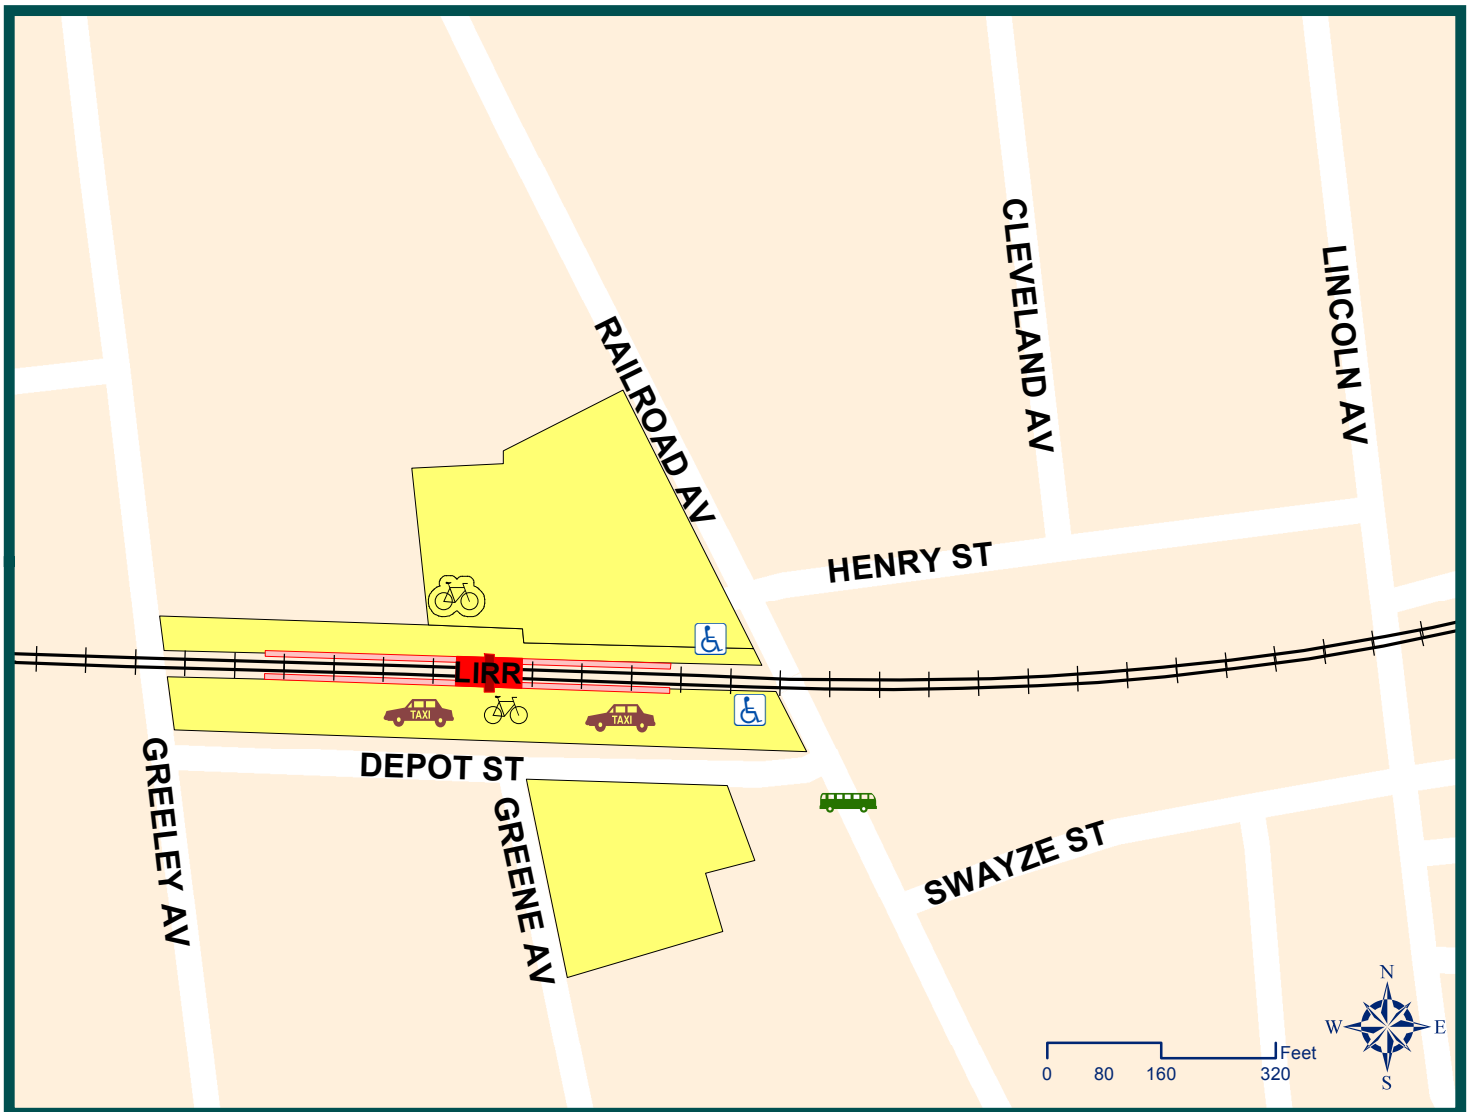 CLEVELAND AV
LINCOLN AV
RAILROAD AV
HENRY ST
LIRR
TAXI
TAXI
DEPOT ST
GREELEY AV
GREENE AV
SWAYZE ST
N
W
E
S
Feet
0 80 160 320